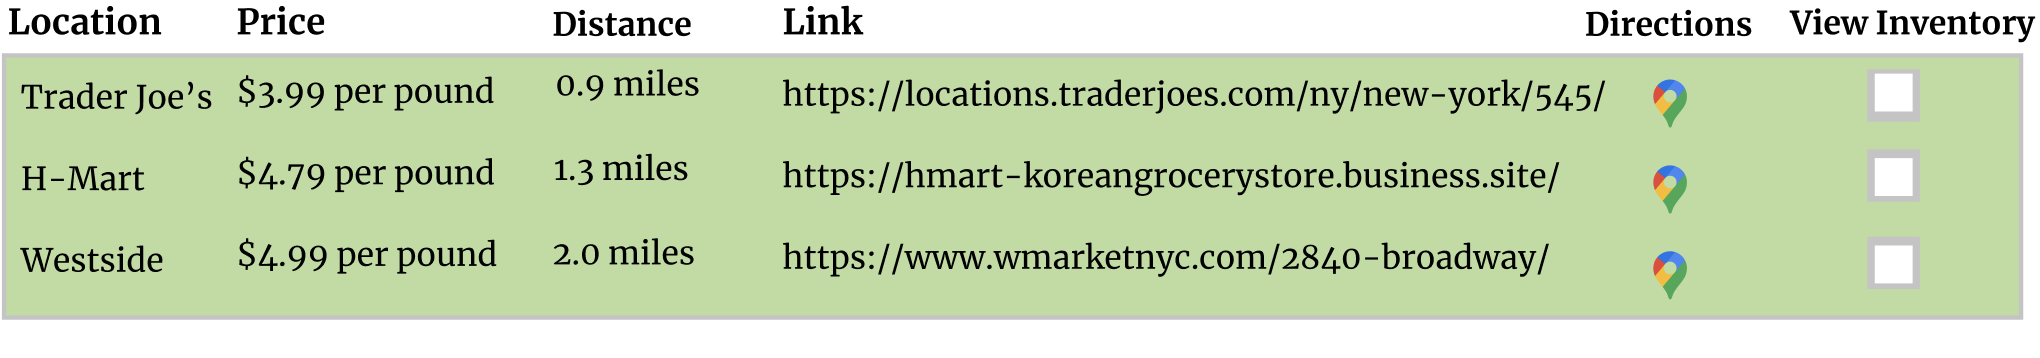 Location Price Distance Link Directions View Inventory
Trader Joe’s $3.99 per pound 0.9 miles https://locations.traderjoes.com/ny/new-york/545/
H-Mart $4.79 per pound 1.3 miles https://hmart-koreangrocerystore.business.site/
Westside $4.99 per pound 2.0 miles https://www.wmarketnyc.com/2840-broadway/